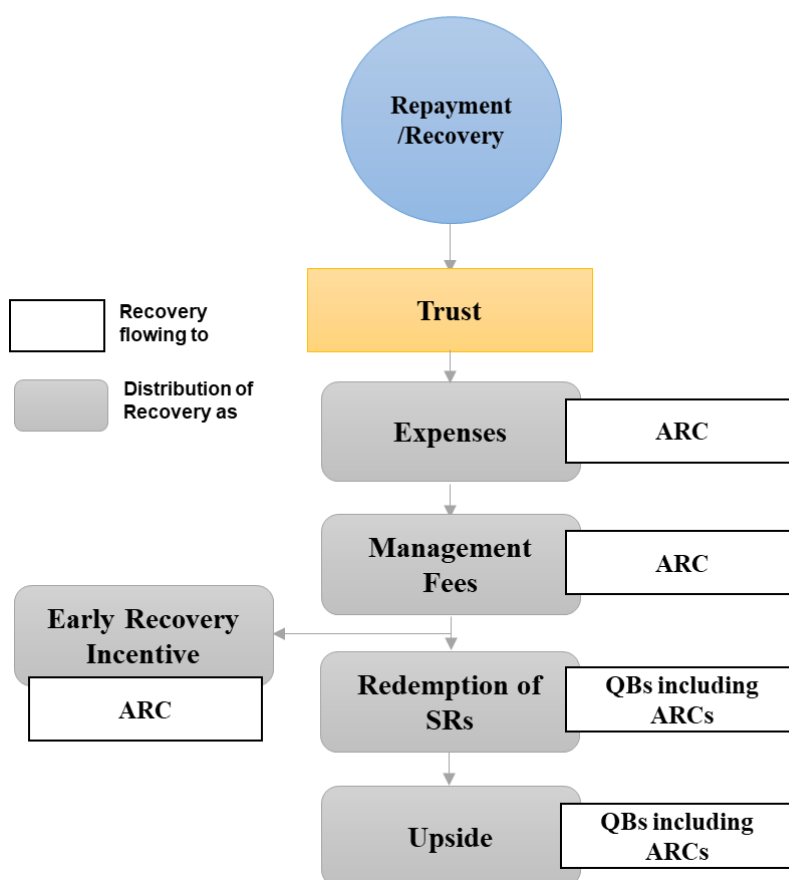 Repayment
/Recovery
Trust
Recovery
flowing to
Distribution of
Recovery as
Expenses
ARC
Management
Fees
ARC
Early Recovery
Incentive
ARC
Redemption of
SRs
QBs including
ARCs
Upside
QBs including
ARCs